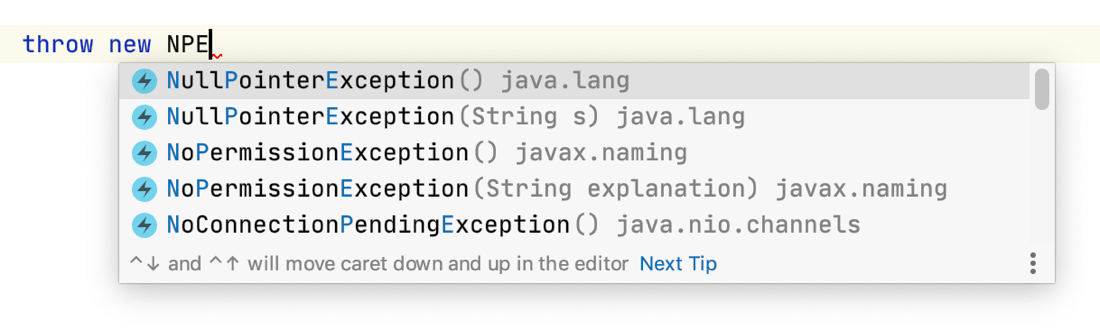 throw new NPE
NullPointerException() java.lang
NullPointerException(String s) java.lang
NoPermissionException() javax.naming
NoPermissionException(String explanation) javax.naming
NoConnectionPendingException() java.nio.channels
^↓ and ^↑ will move caret down and up in the editor Next Tip